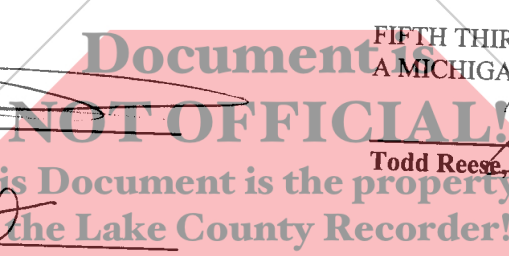 FIFTH THIR
A MICHIGA
Document is
NOT OFFICIAL!
is Document is the property
the Lake County Recorder!
Todd Reese,